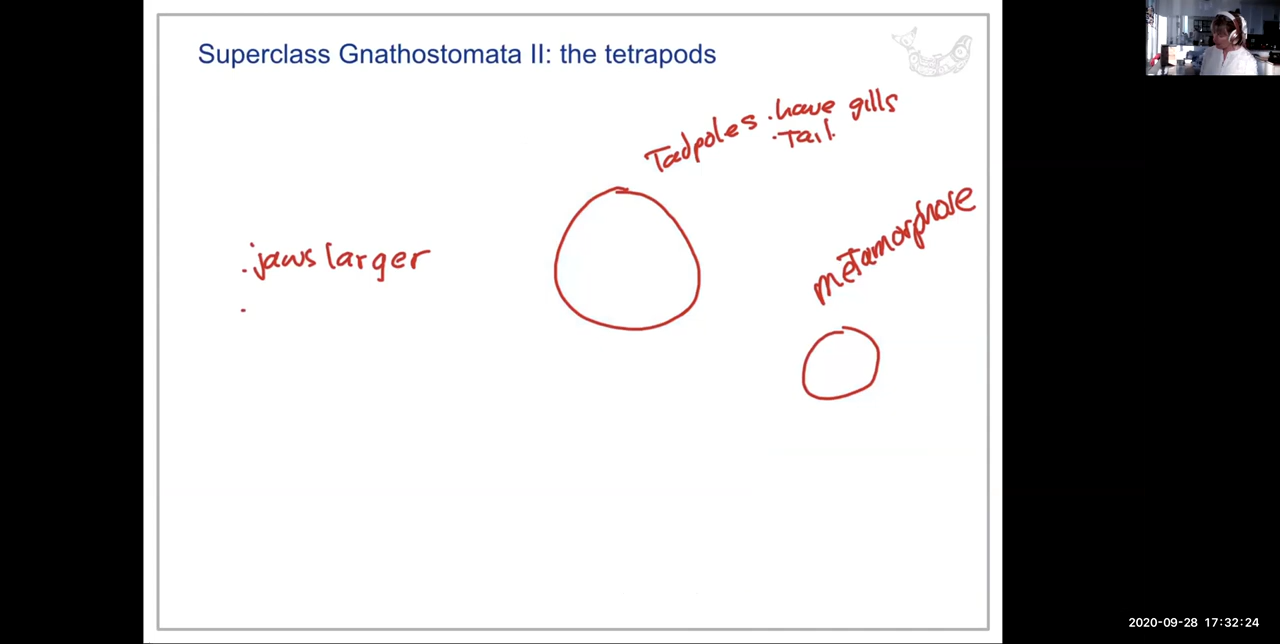 Superclass Gnathostomata II: the tetrapods
Tadpoles · have gills
· Tail
metamorphose
· jaws larger
·
2020-09-28 17:32:24